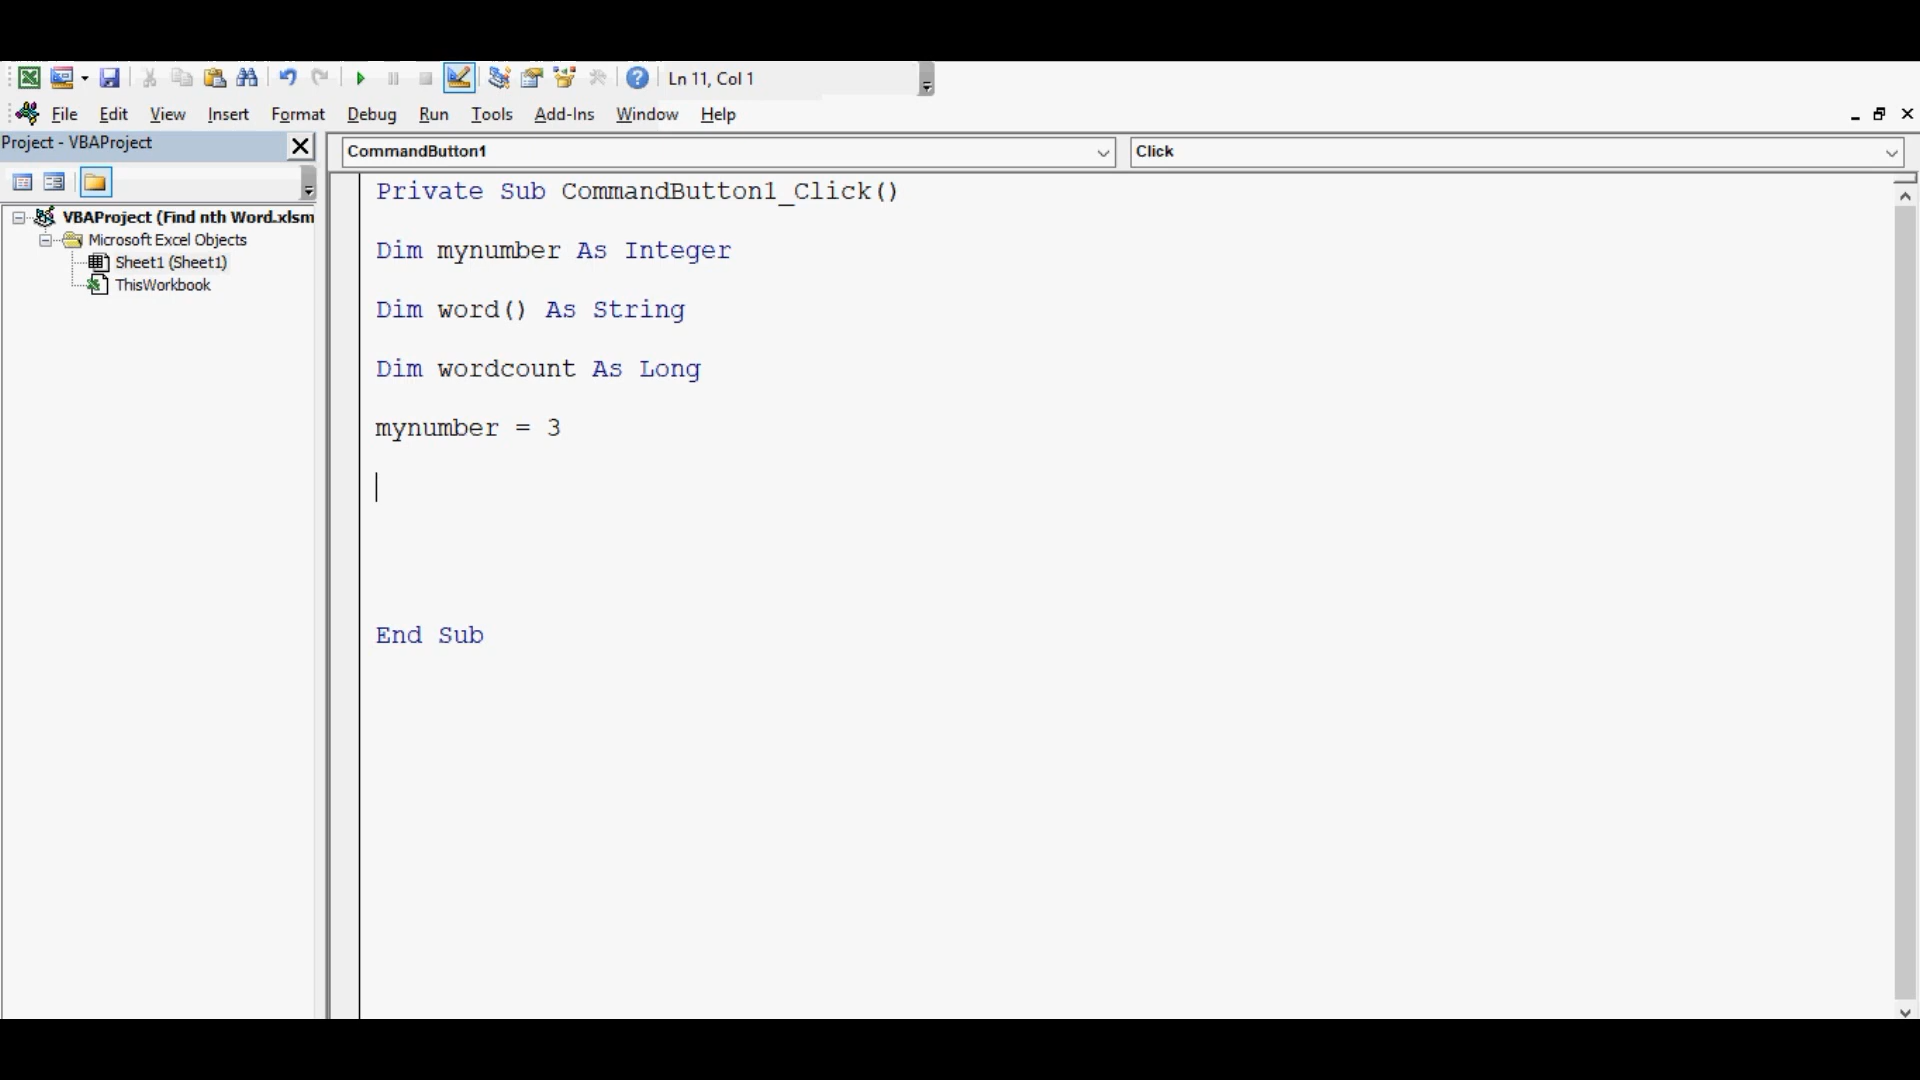 Ln 11, Col 1
File Edit View Insert Format Debug Run Tools Add-Ins Window Help
Project - VBAProject
CommandButton1
Click
VBAProject (Find nth Word.xlsm
Microsoft Excel Objects
Sheet1 (Sheet1)
ThisWorkbook
Private Sub CommandButton1_Click()
Dim mynumber As Integer
Dim word() As String
Dim wordcount As Long
mynumber = 3
End Sub